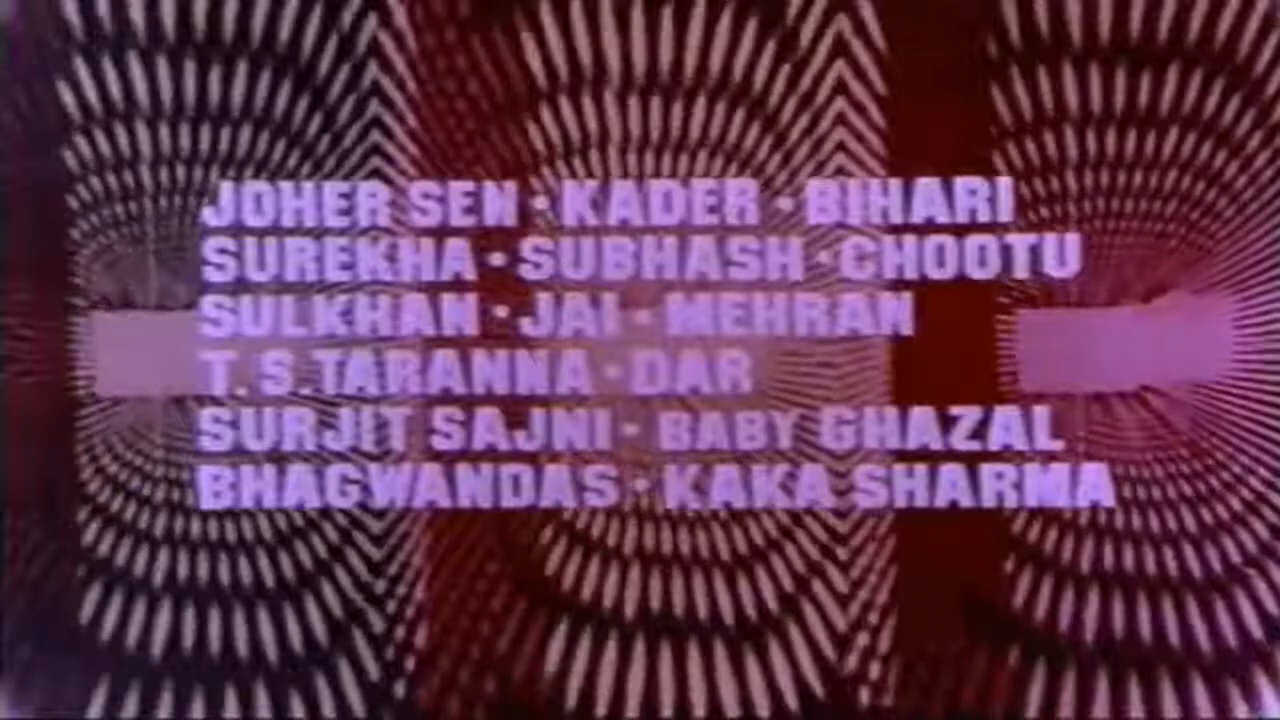 JOHER SEN · KADER · BIHARI
SUREKHA · SUBHASH · CHOOTU
SULKHAN · JAI · MEHRAN
T. S. TARANNA · DAR
SURJIT SAJNI · BABY GHAZAL
BHAGWANDAS · KAKA SHARMA